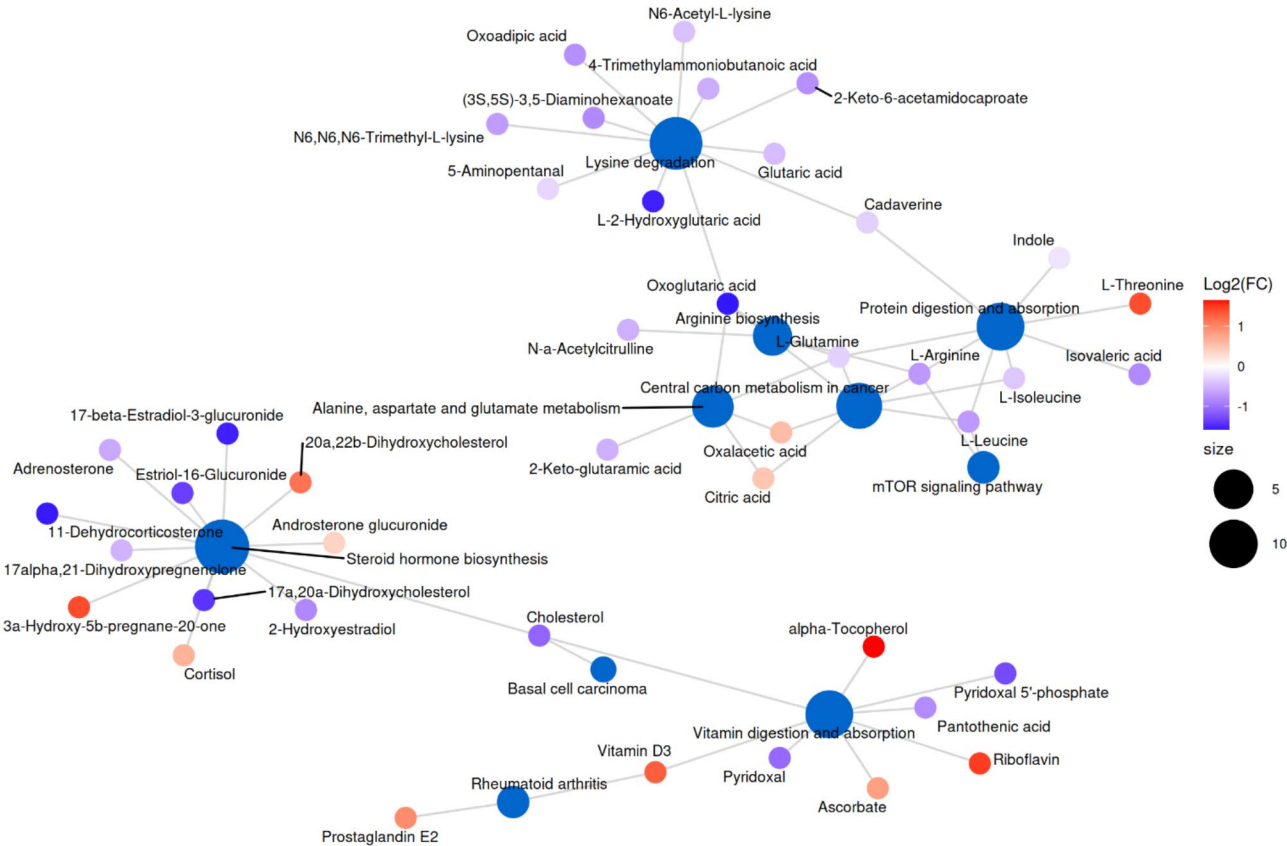 N6-Acetyl-L-lysine
Oxoadipic acid
4-Trimethylammoniobutanoic acid
2-Keto-6-acetamidocaproate
(3S,5S)-3,5-Diaminohexanoate
N6,N6,N6-Trimethyl-L-lysine
Lysine degradation
5-Aminopentanal
Glutaric acid
L-2-Hydroxyglutaric acid
Cadaverine
Indole
L-Threonine
Oxoglutaric acid
Protein digestion and absorption
Arginine biosynthesis
N-a-Acetylcitrulline
L-Glutamine
L-Arginine
Isovaleric acid
Central carbon metabolism in cancer
L-Isoleucine
Alanine, aspartate and glutamate metabolism
L-Leucine
Oxalacetic acid
2-Keto-glutaramic acid
mTOR signaling pathway
Citric acid
17-beta-Estradiol-3-glucuronide
20a,22b-Dihydroxycholesterol
Adrenosterone
Estriol-16-Glucuronide
Androsterone glucuronide
11-Dehydrocorticosterone
Steroid hormone biosynthesis
17alpha,21-Dihydroxypregnenolone
17a,20a-Dihydroxycholesterol
3a-Hydroxy-5b-pregnane-20-one
2-Hydroxyestradiol
Cortisol
Cholesterol
Basal cell carcinoma
alpha-Tocopherol
Pyridoxal 5'-phosphate
Pantothenic acid
Vitamin digestion and absorption
Vitamin D3
Riboflavin
Pyridoxal
Rheumatoid arthritis
Ascorbate
Prostaglandin E2
Log2(FC)
1
0
-1
size
5
10